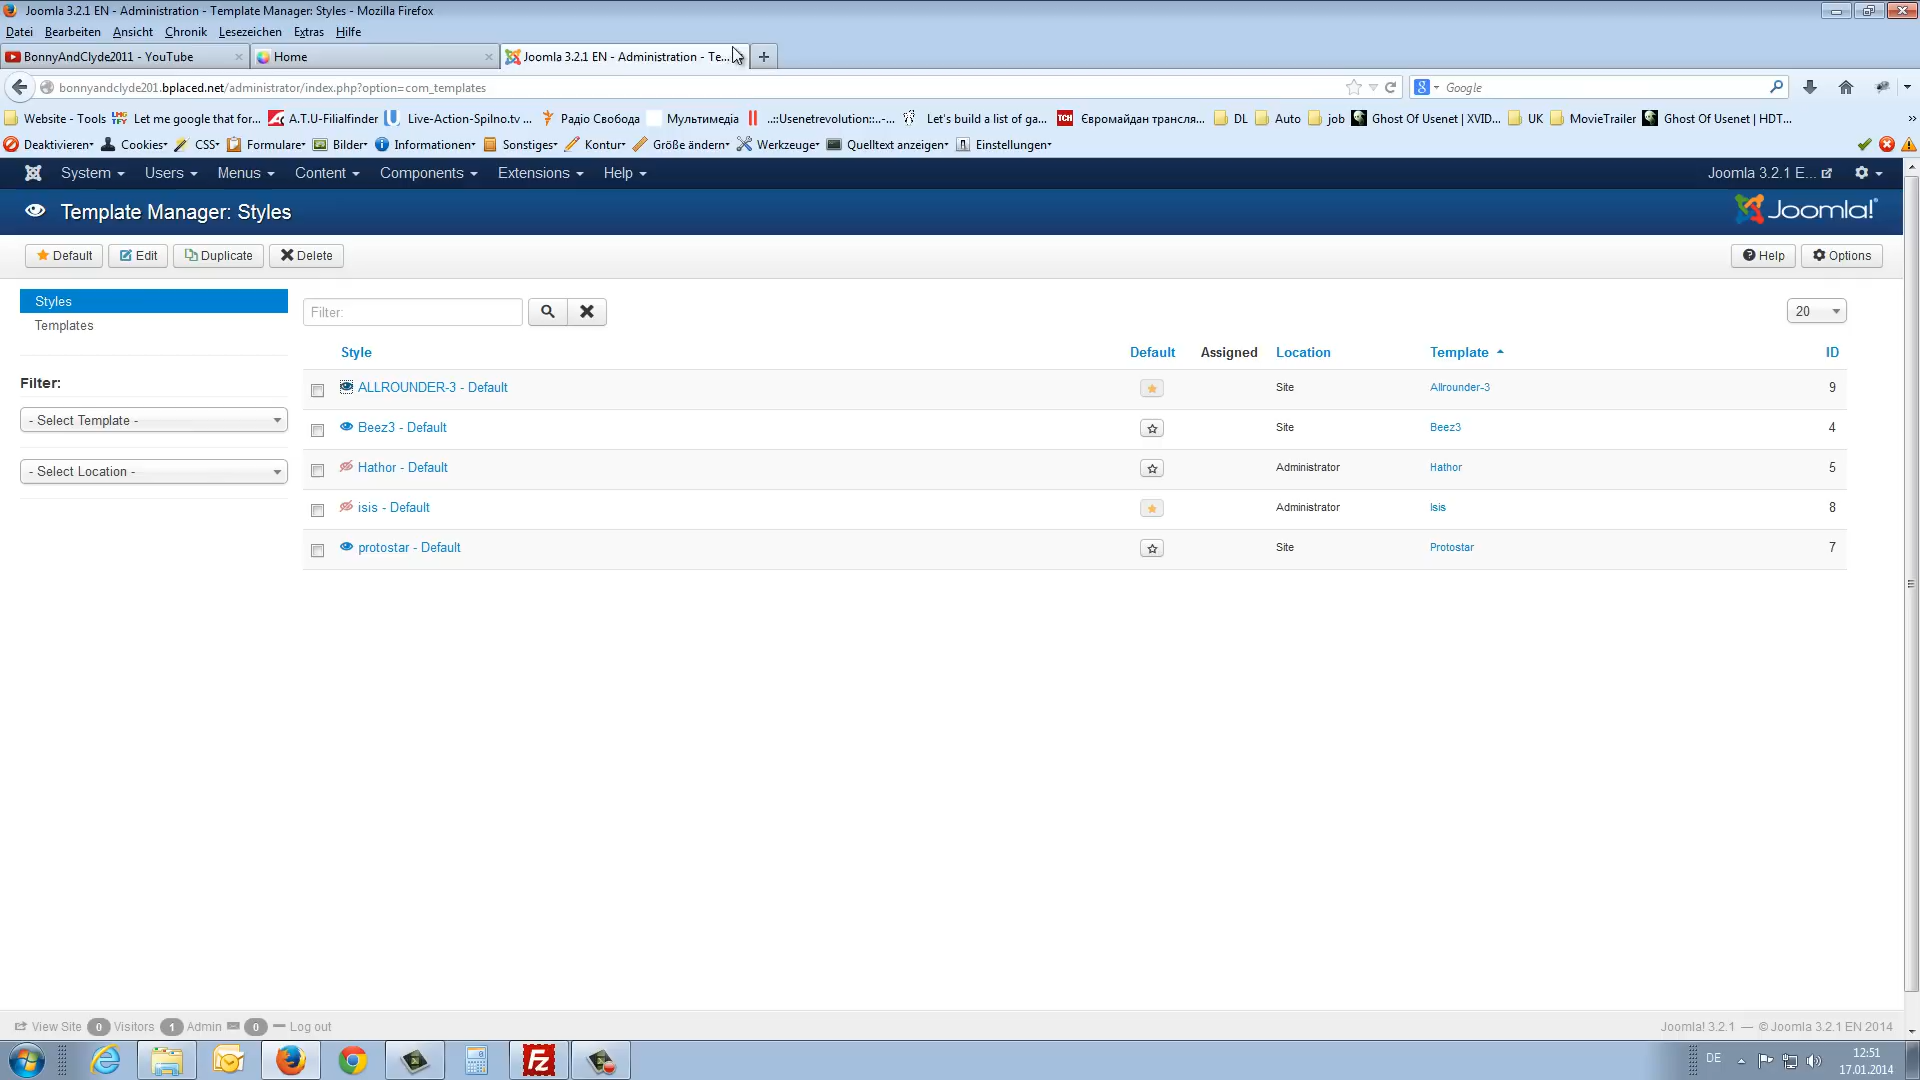 Joomla 3.2.1 EN - Administration - Template Manager: Styles - Mozilla Firefox
Datei Bearbeiten Ansicht Chronik Lesezeichen Extras Hilfe
BonnyAndClyde2011 - YouTube Home Joomla 3.2.1 EN - Administration - Te...
bonnyandclyde201.bplaced.net/administrator/index.php?option=com_templates Google
Website - Tools Let me google that for... A.T.U-Filialfinder Live-Action-Spilno.tv ... Радіо Свобода Мультимедіа ..::Usenetrevolution::..-... Let's build a list of ga... Євромайдан трансля... DL Auto job Ghost Of Usenet | XVID... UK MovieTrailer Ghost Of Usenet | HDT... »
Deaktivieren Cookies CSS Formulare Bilder Informationen Sonstiges Kontur Größe ändern Werkzeuge Quelltext anzeigen Einstellungen
System Users Menus Content Components Extensions Help Joomla 3.2.1 E...
Template Manager: Styles Joomla!
Default Edit Duplicate Delete Help Options
Styles
Templates
Filter:
- Select Template -
- Select Location -
Filter: 20
Style Default Assigned Location Template ID
ALLROUNDER-3 - Default Site Allrounder-3 9
Beez3 - Default Site Beez3 4
Hathor - Default Administrator Hathor 5
isis - Default Administrator Isis 8
protostar - Default Site Protostar 7
View Site 0 Visitors 1 Admin 0 Log out Joomla! 3.2.1 — © Joomla 3.2.1 EN 2014
DE 12:51
17.01.2014